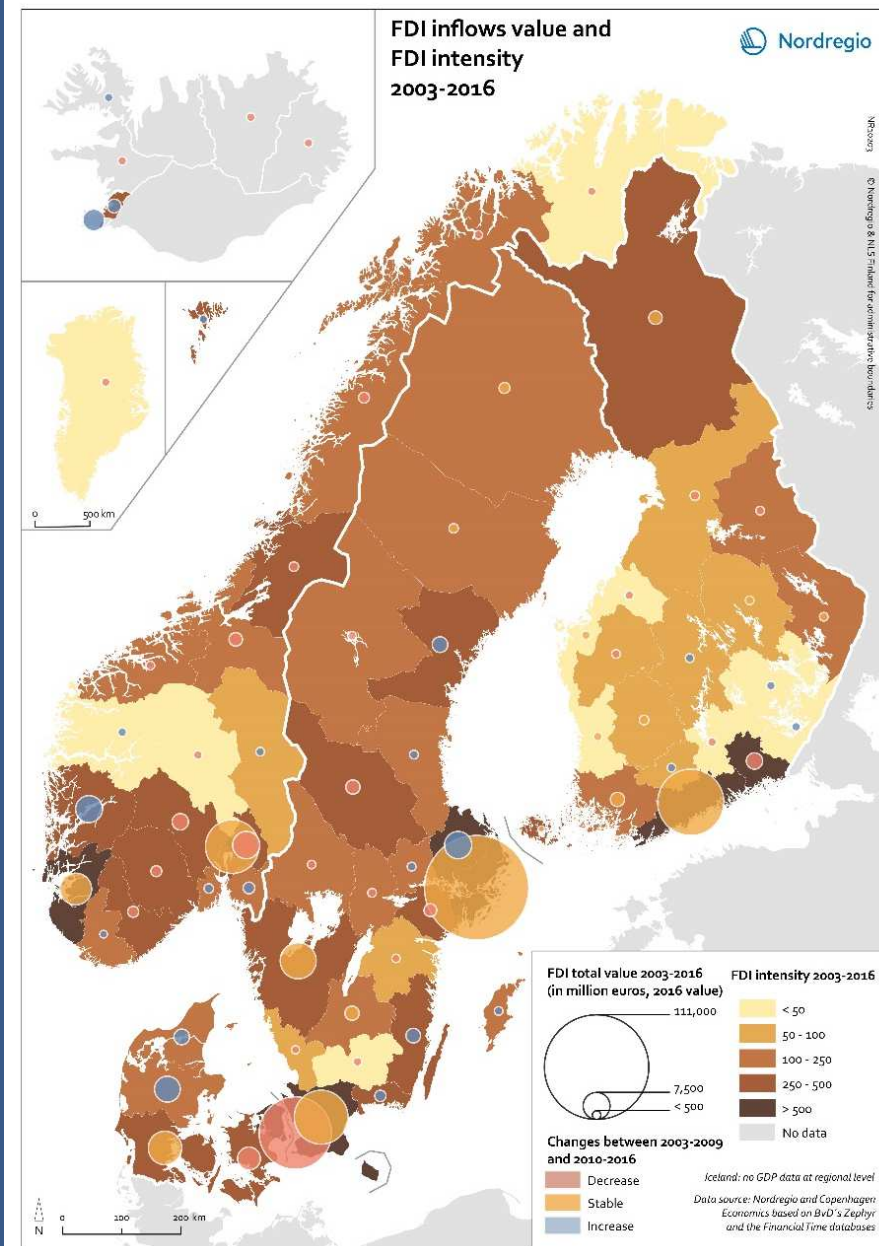 FDI inflows value and
FDI intensity
2003-2016
Nordregio
NR02003
© Nordregio & NLS Finland for administrative boundaries
0 500 km
FDI total value 2003-2016
(in million euros, 2016 value)
111,000
7,500
< 500
Changes between 2003-2009
and 2010-2016
Decrease
Stable
Increase
FDI intensity 2003-2016
< 50
50 - 100
100 - 250
250 - 500
> 500
No data
Iceland: no GDP data at regional level
Data source: Nordregio and Copenhagen
Economics based on BvD´s Zephyr
and the Financial Time databases
N
0 100 200 km